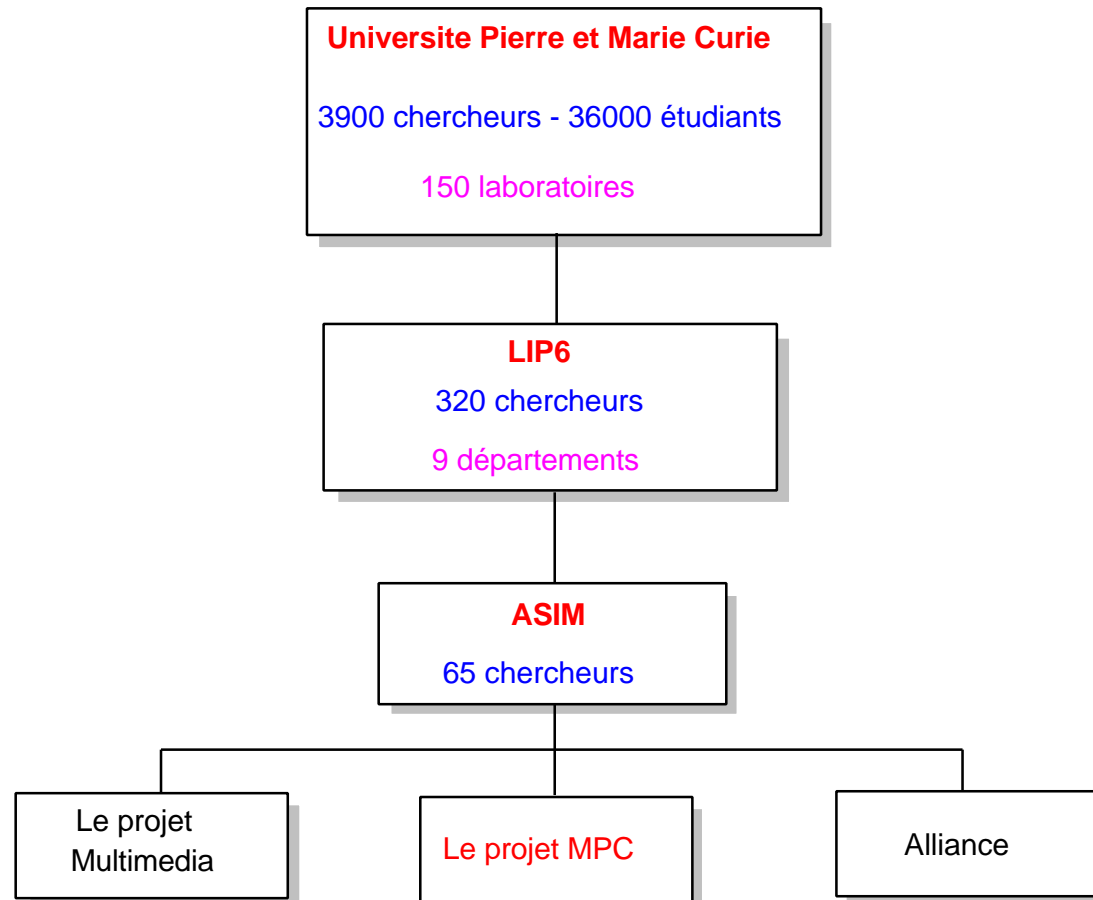 Universite Pierre et Marie Curie
3900 chercheurs - 36000 étudiants
150 laboratoires
LIP6
320 chercheurs
9 départements
ASIM
65 chercheurs
Le projet
Multimedia
Le projet MPC
Alliance